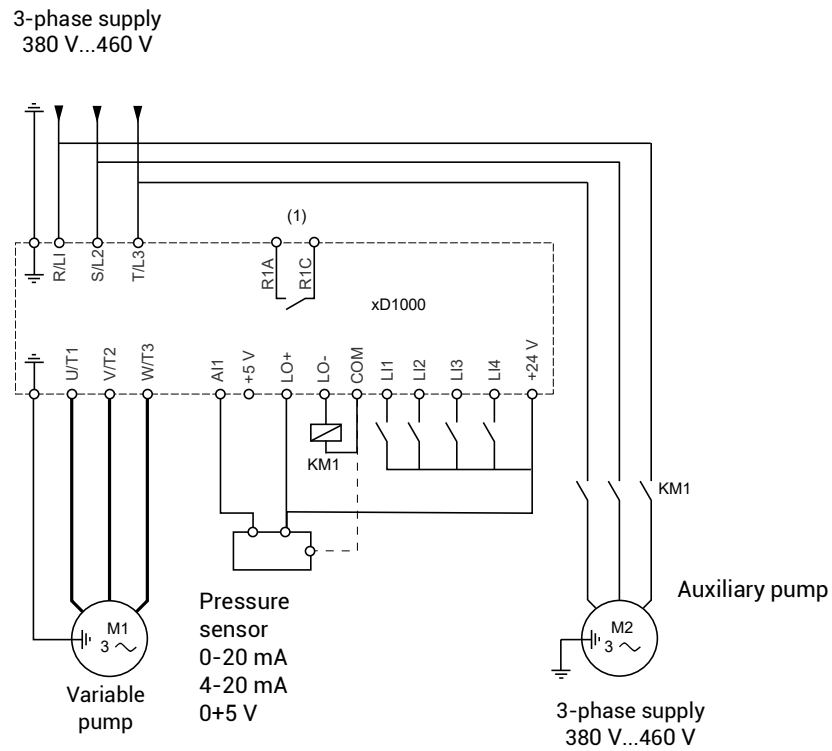 3-phase supply
380 V...460 V
(1)
R/LI
S/L2
T/L3
R1A
R1C
xD1000
U/T1
V/T2
W/T3
AI1
+5 V
LO+
LO-
COM
LI1
LI2
LI3
LI4
+24 V
KM1
KM1
M1
3
Variable
pump
Pressure
sensor
0-20 mA
4-20 mA
0+5 V
Auxiliary pump
M2
3
3-phase supply
380 V...460 V